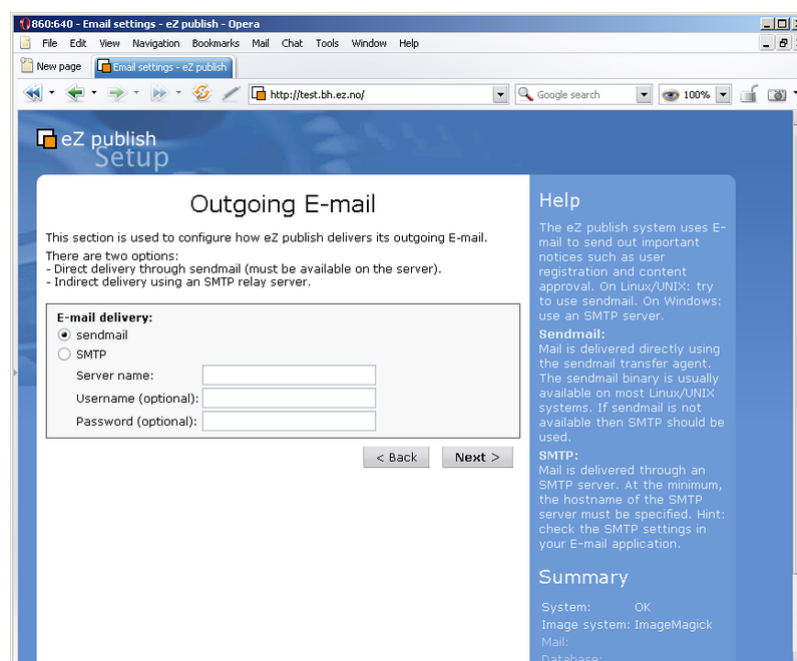 860:640 - Email settings - eZ publish - Opera
File Edit View Navigation Bookmarks Mail Chat Tools Window Help
New page Email settings - eZ publish
http://test.bh.ez.no/ Google search 100%
eZ publish
Setup
Outgoing E-mail
This section is used to configure how eZ publish delivers its outgoing E-mail.
There are two options:
- Direct delivery through sendmail (must be available on the server).
- Indirect delivery using an SMTP relay server.
E-mail delivery:
sendmail
SMTP
Server name:
Username (optional):
Password (optional):
< Back Next >
Help
The eZ publish system uses E-
mail to send out important
notices such as user
registration and content
approval. On Linux/UNIX: try
to use sendmail. On Windows:
use an SMTP server.
Sendmail:
Mail is delivered directly using
the sendmail transfer agent.
The sendmail binary is usually
available on most Linux/UNIX
systems. If sendmail is not
available then SMTP should be
used.
SMTP:
Mail is delivered through an
SMTP server. At the minimum,
the hostname of the SMTP
server must be specified. Hint:
check the SMTP settings in
your E-mail application.
Summary
System: OK
Image system: ImageMagick
Mail:
Database: